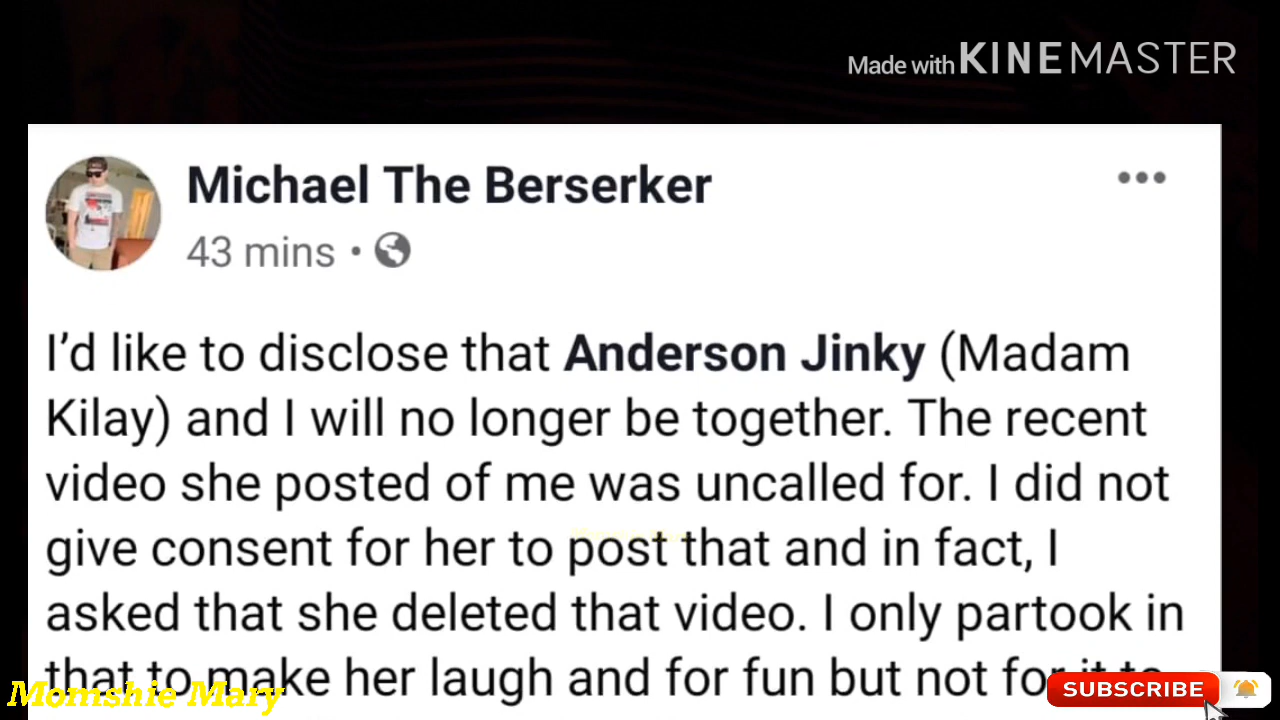 Made with KINEMASTER
Michael The Berserker
43 mins •
I'd like to disclose that Anderson Jinky (Madam
Kilay) and I will no longer be together. The recent
video she posted of me was uncalled for. I did not
give consent for her to post that and in fact, I
asked that she deleted that video. I only partook in
that to make her laugh and for fun but not for it to
Momshie Mary
SUBSCRIBE